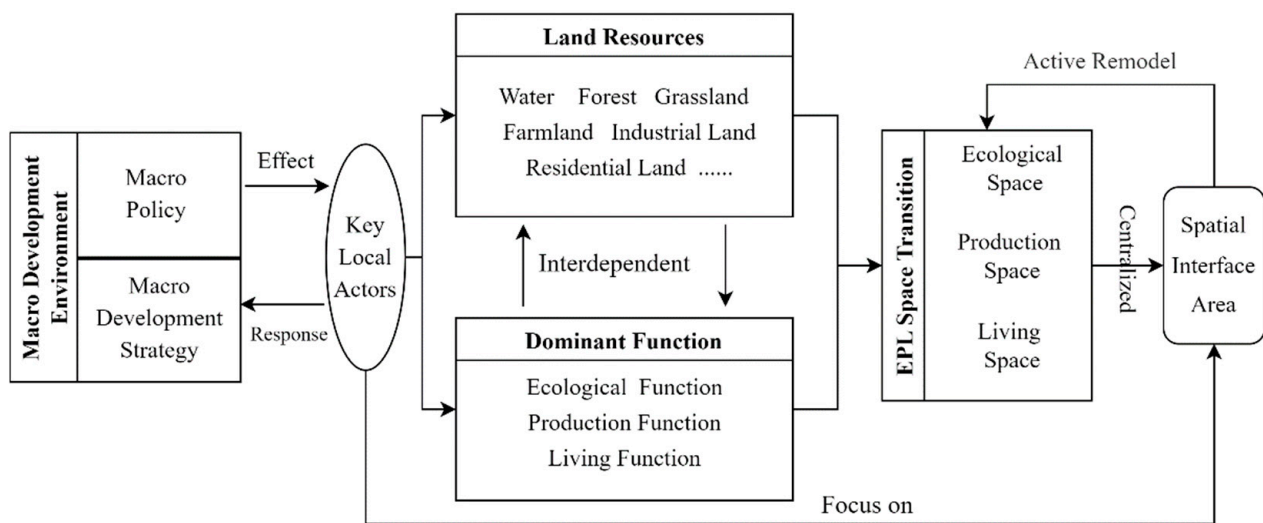 Macro Development
Environment
Macro
Policy
Macro
Development
Strategy
Effect
Response
Key
Local
Actors
Land Resources
Water Forest Grassland
Farmland Industrial Land
Residential Land ......
Interdependent
Dominant Function
Ecological Function
Production Function
Living Function
EPL Space Transition
Ecological
Space
Production
Space
Living
Space
Active Remodel
Centralized
Spatial
Interface
Area
Focus on